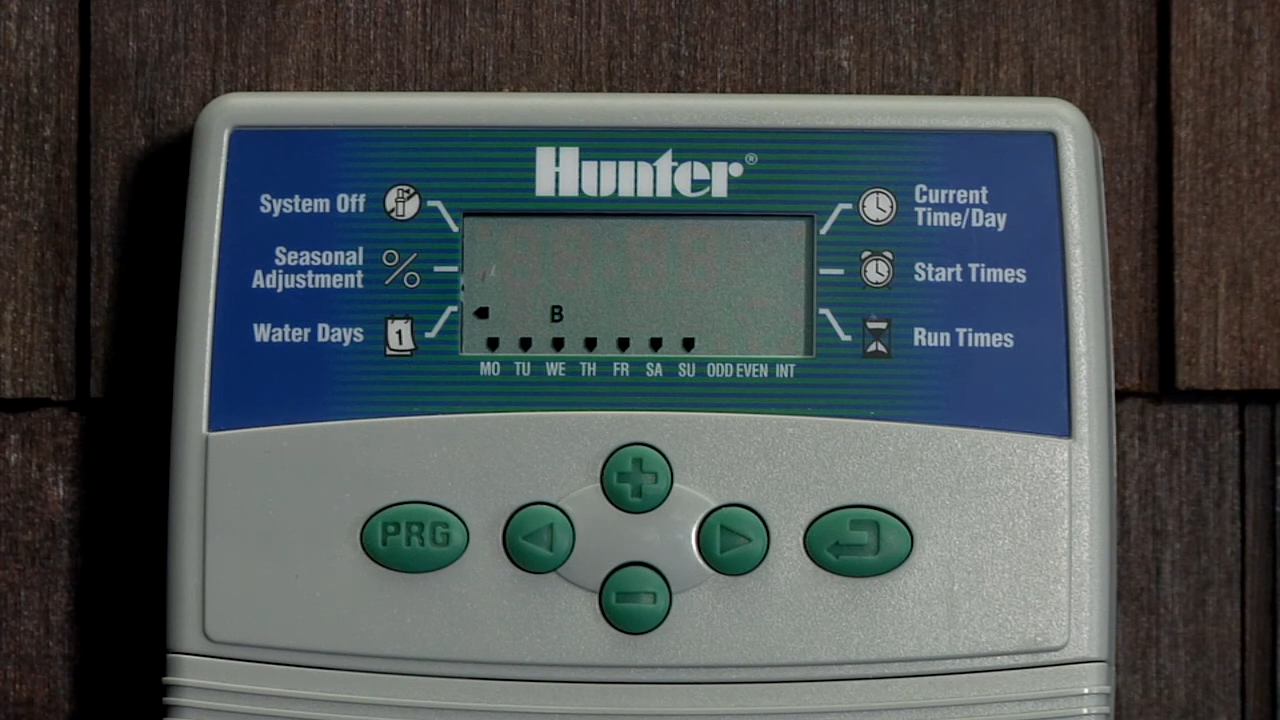 Hunter®
System Off
Current
Time/Day
Seasonal
Adjustment
Start Times
Water Days
1
Run Times
B
MO TU WE TH FR SA SU ODD EVEN INT
PRG